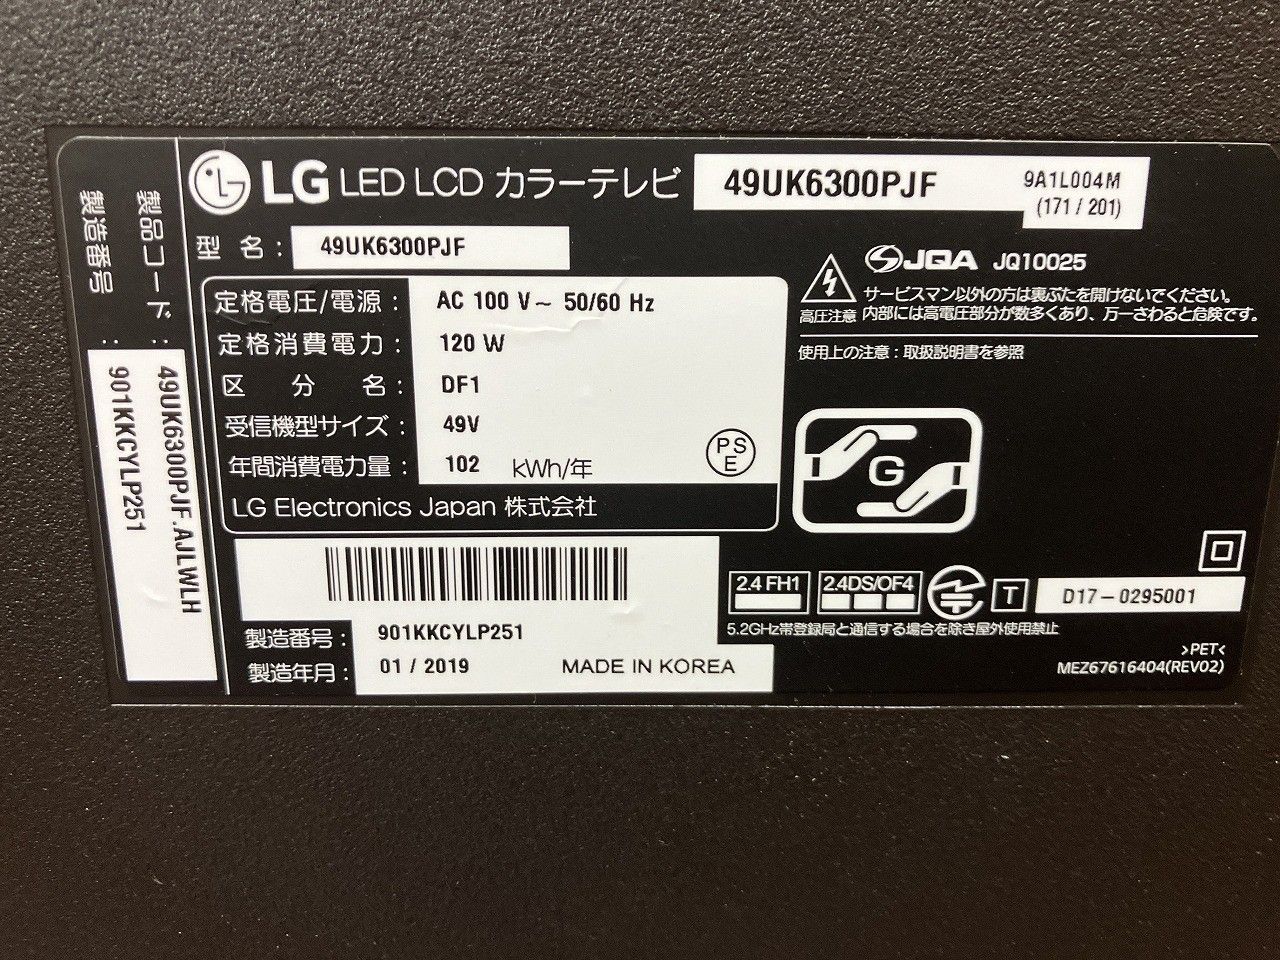 製品コード : 49UK6300PJF.AJLWLH
製造番号 : 901KKCYLP251
LG LED LCD カラーテレビ 49UK6300PJF 9A1L004M
(171 / 201)
型 名 : 49UK6300PJF
定格電圧/電源 : AC 100 V~ 50/60 Hz
定格消費電力 : 120 W
区 分 名 : DF1
受信機型サイズ : 49V
年間消費電力量 : 102 kWh/年
PS
E
LG Electronics Japan 株式会社
JQA JQ10025
高圧注意
サービスマン以外の方は裏ぶたを開けないでください。
内部には高電圧部分が数多くあり、万一さわると危険です。
使用上の注意 : 取扱説明書を参照
G
製造番号 : 901KKCYLP251
製造年月 : 01 / 2019 MADE IN KOREA
2.4 FH1 2.4DS/OF4 T D17-0295001
5.2GHz帯登録局と通信する場合を除き屋外使用禁止
>PET<
MEZ67616404(REV02)